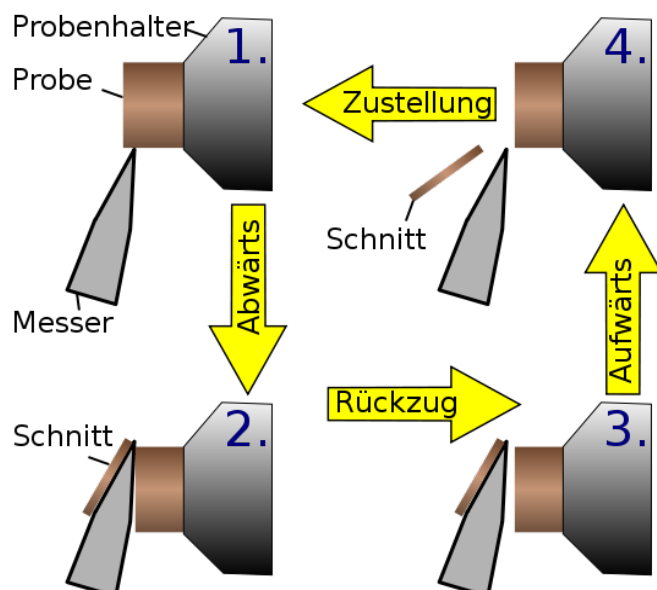 Probenhalter
1.
Probe
Messer
Abwärts
4.
Zustellung
Schnitt
Aufwärts
Schnitt
2.
Rückzug
3.